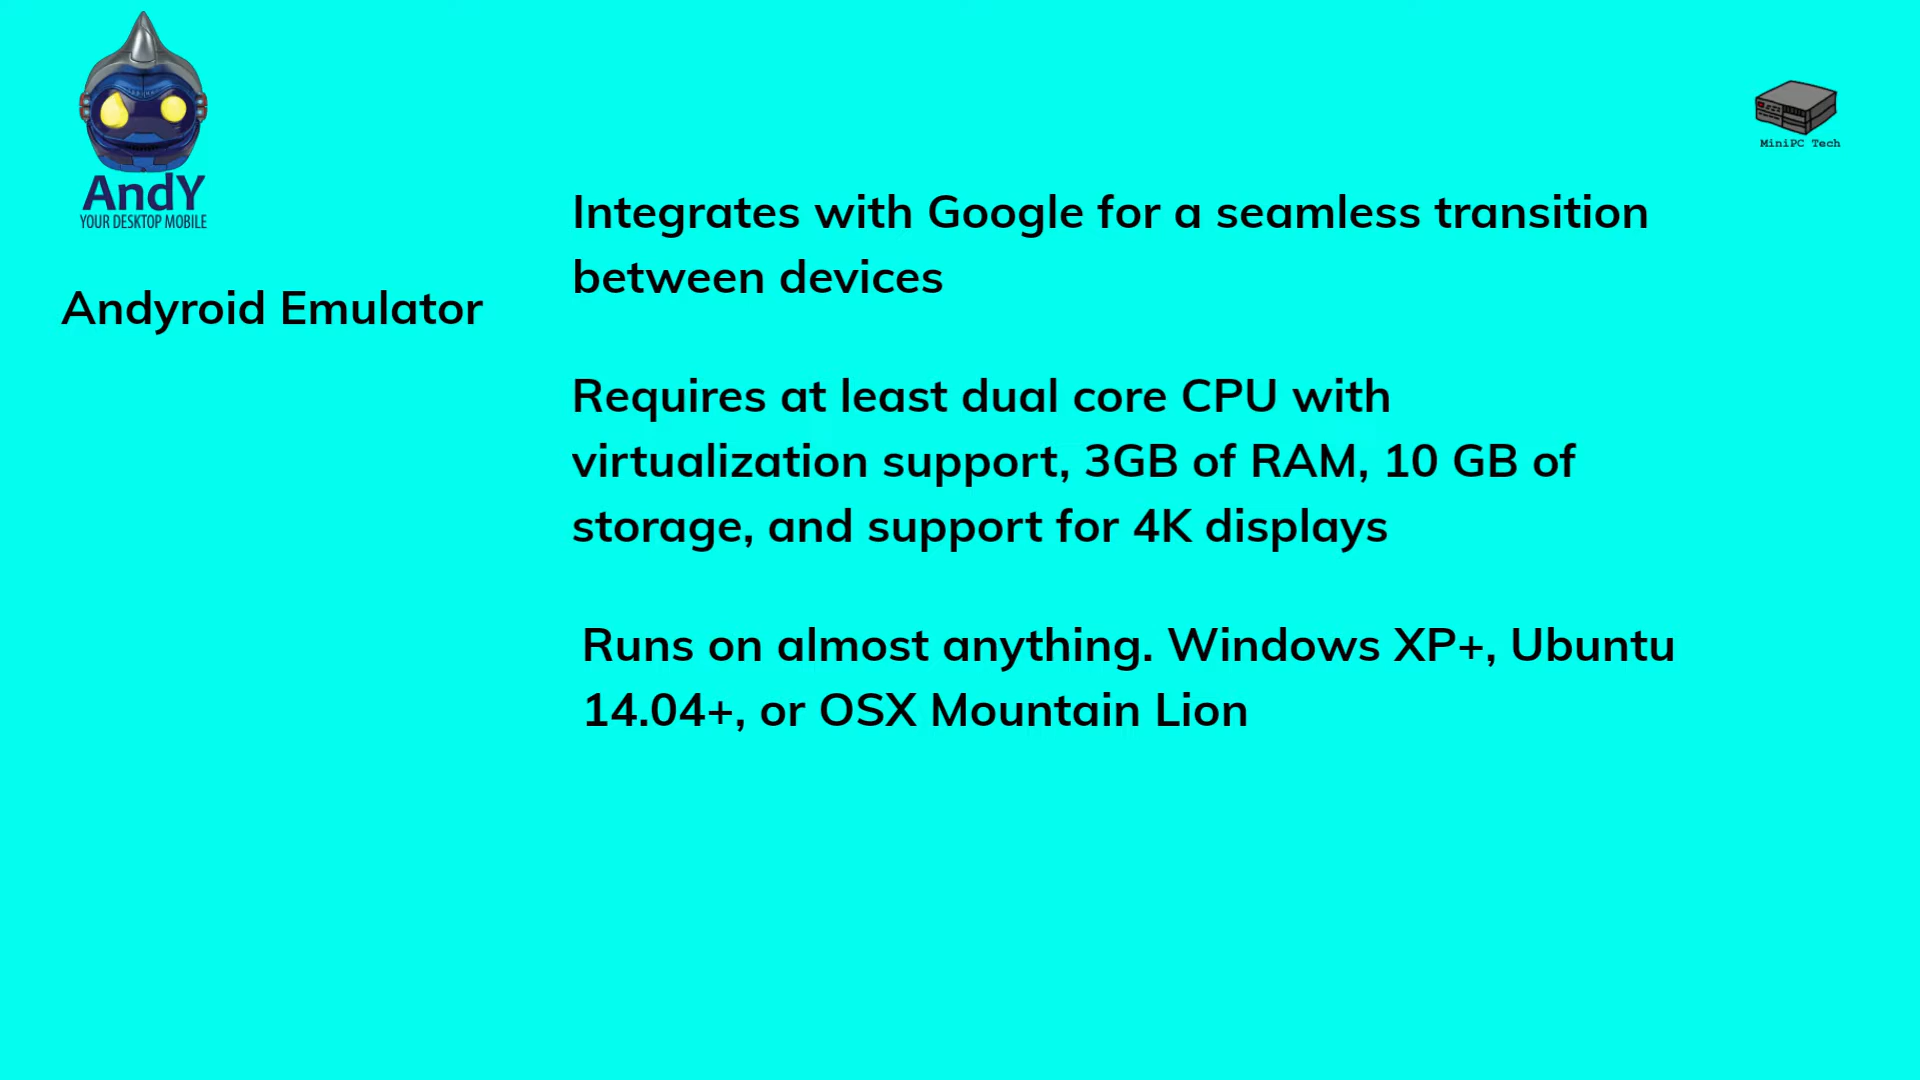 AndY
YOUR DESKTOP MOBILE
MiniPC Tech
Andyroid Emulator
Integrates with Google for a seamless transition
between devices
Requires at least dual core CPU with
virtualization support, 3GB of RAM, 10 GB of
storage, and support for 4K displays
Runs on almost anything. Windows XP+, Ubuntu
14.04+, or OSX Mountain Lion